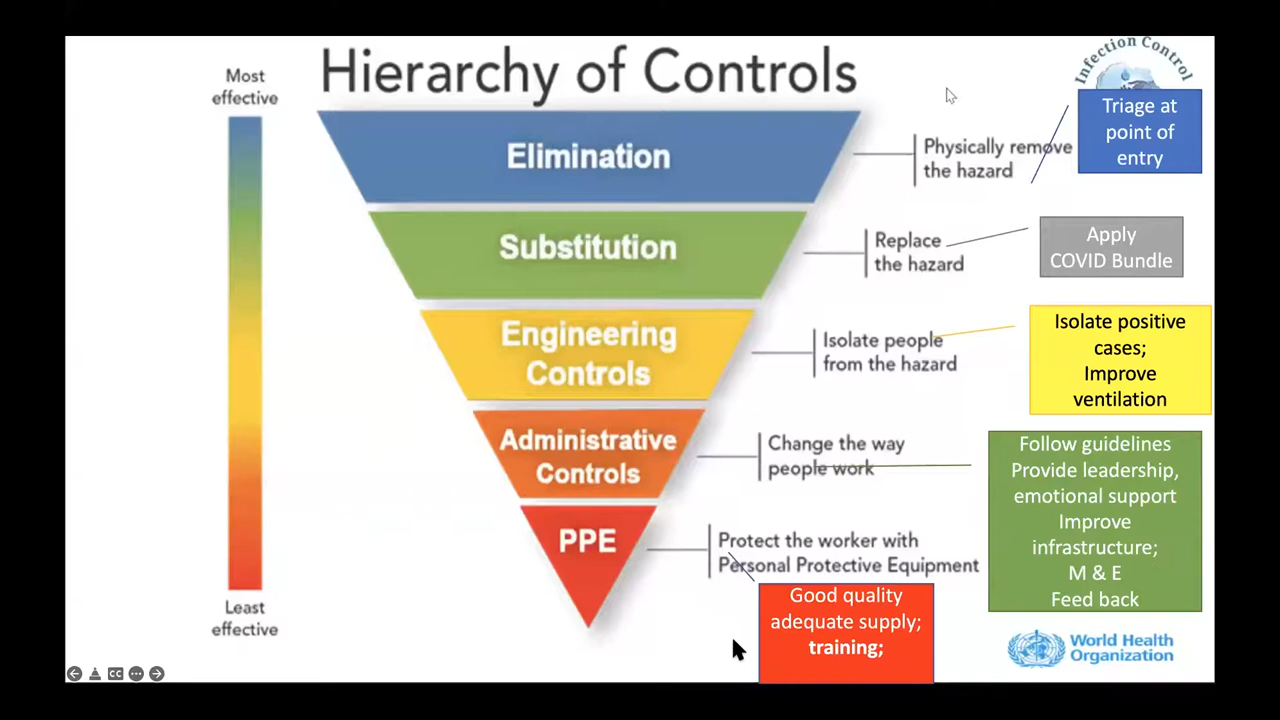 Hierarchy of Controls
Infection Control
Most
effective
Least
effective
Elimination
Physically remove
the hazard
Triage at
point of
entry
Substitution
Replace
the hazard
Apply
COVID Bundle
Engineering
Controls
Isolate people
from the hazard
Isolate positive
cases;
Improve
ventilation
Administrative
Controls
Change the way
people work
Follow guidelines
Provide leadership,
emotional support
Improve
infrastructure;
M & E
Feed back
PPE
Protect the worker with
Personal Protective Equipment
Good quality
adequate supply;
training;
World Health
Organization
CC